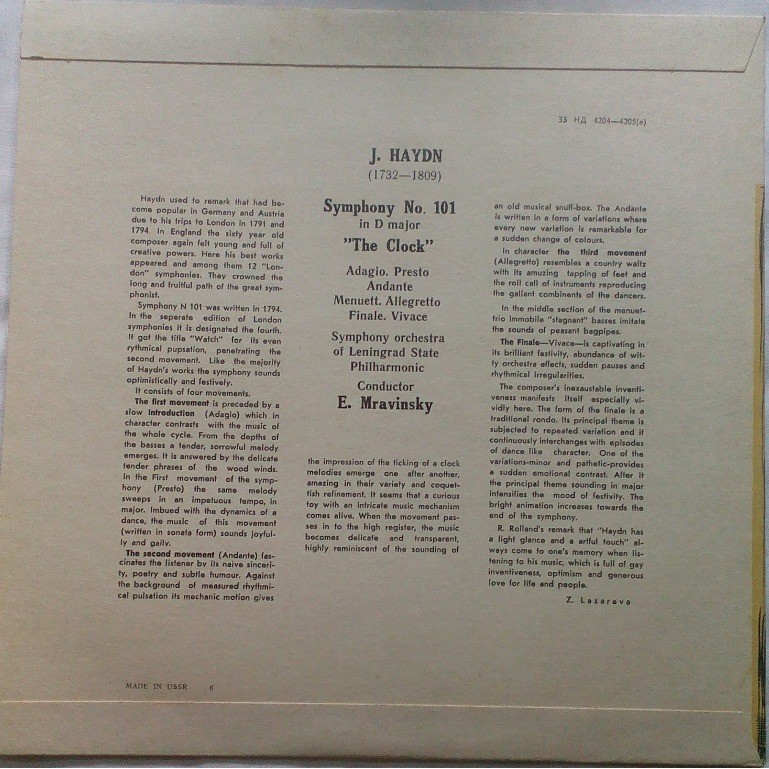 33 НД 4204—4205(e)
J. HAYDN
(1732—1809)
Symphony No. 101
in D major
"The Clock"
Adagio. Presto
Andante
Menuett. Allegretto
Finale. Vivace
Symphony orchestra
of Leningrad State
Philharmonic
Conductor
E. Mravinsky
Haydn used to remark that had be-
come popular in Germany and Austria
due to his trips to London in 1791 and
1794. In England the sixty year old
composer again felt young and full of
creative powers. Here his best works
appeared and among them 12 "Lon-
don" symphonies. They crowned the
long and fruitful path of the great sym-
phonist.
Symphony N 101 was written in 1794.
In the seperate edition of London
symphonies it is designated the fourth.
It got the title "Watch" for its even
rythmical pupsation, penetrating the
second movement. Like the majority
of Haydn's works the symphony sounds
optimistically and festively.
It consists of four movements.
The first movement is preceded by a
slow introduction (Adagio) which in
character contrasts with the music of
the whole cycle. From the depths of
the basses a tender, sorrowful melody
emerges. It is answered by the delicate
tender phrases of the wood winds.
In the First movement of the symp-
hony (Presto) the same melody
sweeps in an impetuous tempo, in
major. Imbued with the dynamics of a
dance, the music of this movement
(written in sonata form) sounds joyful-
ly and gaily.
The second movement (Andante) fas-
cinates the listener by its naive sinceri-
ty, poetry and subtle humour. Against
the background of measured rhythmi-
cal pulsation its mechanic motion gives
the impression of the ticking of a clock
melodies emerge one after another,
amazing in their variety and coquet-
tish refinement. It seems that a curious
toy with an intricate music mechanism
comes alive. When the movement pas-
ses in to the high register, the music
becomes delicate and transparent,
highly reminiscent of the sounding of
an old musical snuff-box. The Andante
is written in a form of variations where
every new variation is remarkable for
a sudden change of colours.
In character the third movement
(Allegretto) resembles a country waltz
with its amuzing tapping of feet and
the roll call of instruments reproducing
the gallant combinents of the dancers.
In the middle section of the menuet-
trio immobile "stagnant" basses imitate
the sounds of peasant bagpipes.
The Finale—Vivace—is captivating in
its brilliant festivity, abundance of wit-
ty orchestra effects, sudden pauses and
rhythmical irregularities.
The composer's inexaustable inventi-
veness manifests itself especially vi-
vidly here. The form of the finale is a
traditional rondo. Its principal theme is
subjected to repeated variation and it
continuously interchanges with episodes
of dance like character. One of the
variations-minor and pathetic-provides
a sudden emotional contrast. After it
the principal theme sounding in major
intensifies the mood of festivity. The
bright animation increases towards the
end of the symphony.
R. Rolland's remark that "Haydn has
a light glance and a artful touch" al-
ways come to one's memory when lis-
tening to his music, which is full of gay
inventiveness, optimism and generous
love for life and people.
Z. Lazareva
MADE IN USSR 6